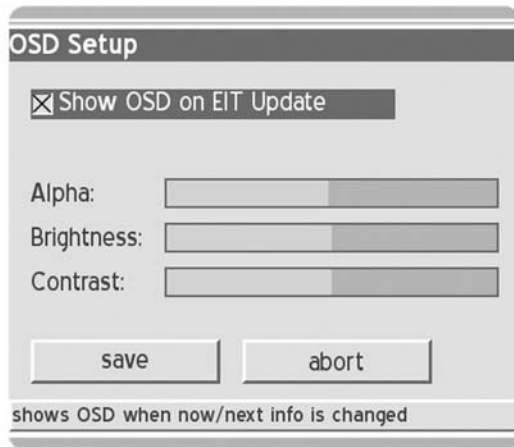 OSD Setup
Show OSD on EIT Update
Alpha:
Brightness:
Contrast:
save abort
shows OSD when now/next info is changed